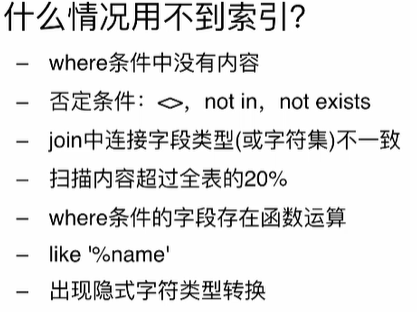 什么情况用不到索引?
– where条件中没有内容
– 否定条件：<>，not in，not exists
– join中连接字段类型(或字符集)不一致
– 扫描内容超过全表的20%
– where条件的字段存在函数运算
– like '%name'
– 出现隐式字符类型转换